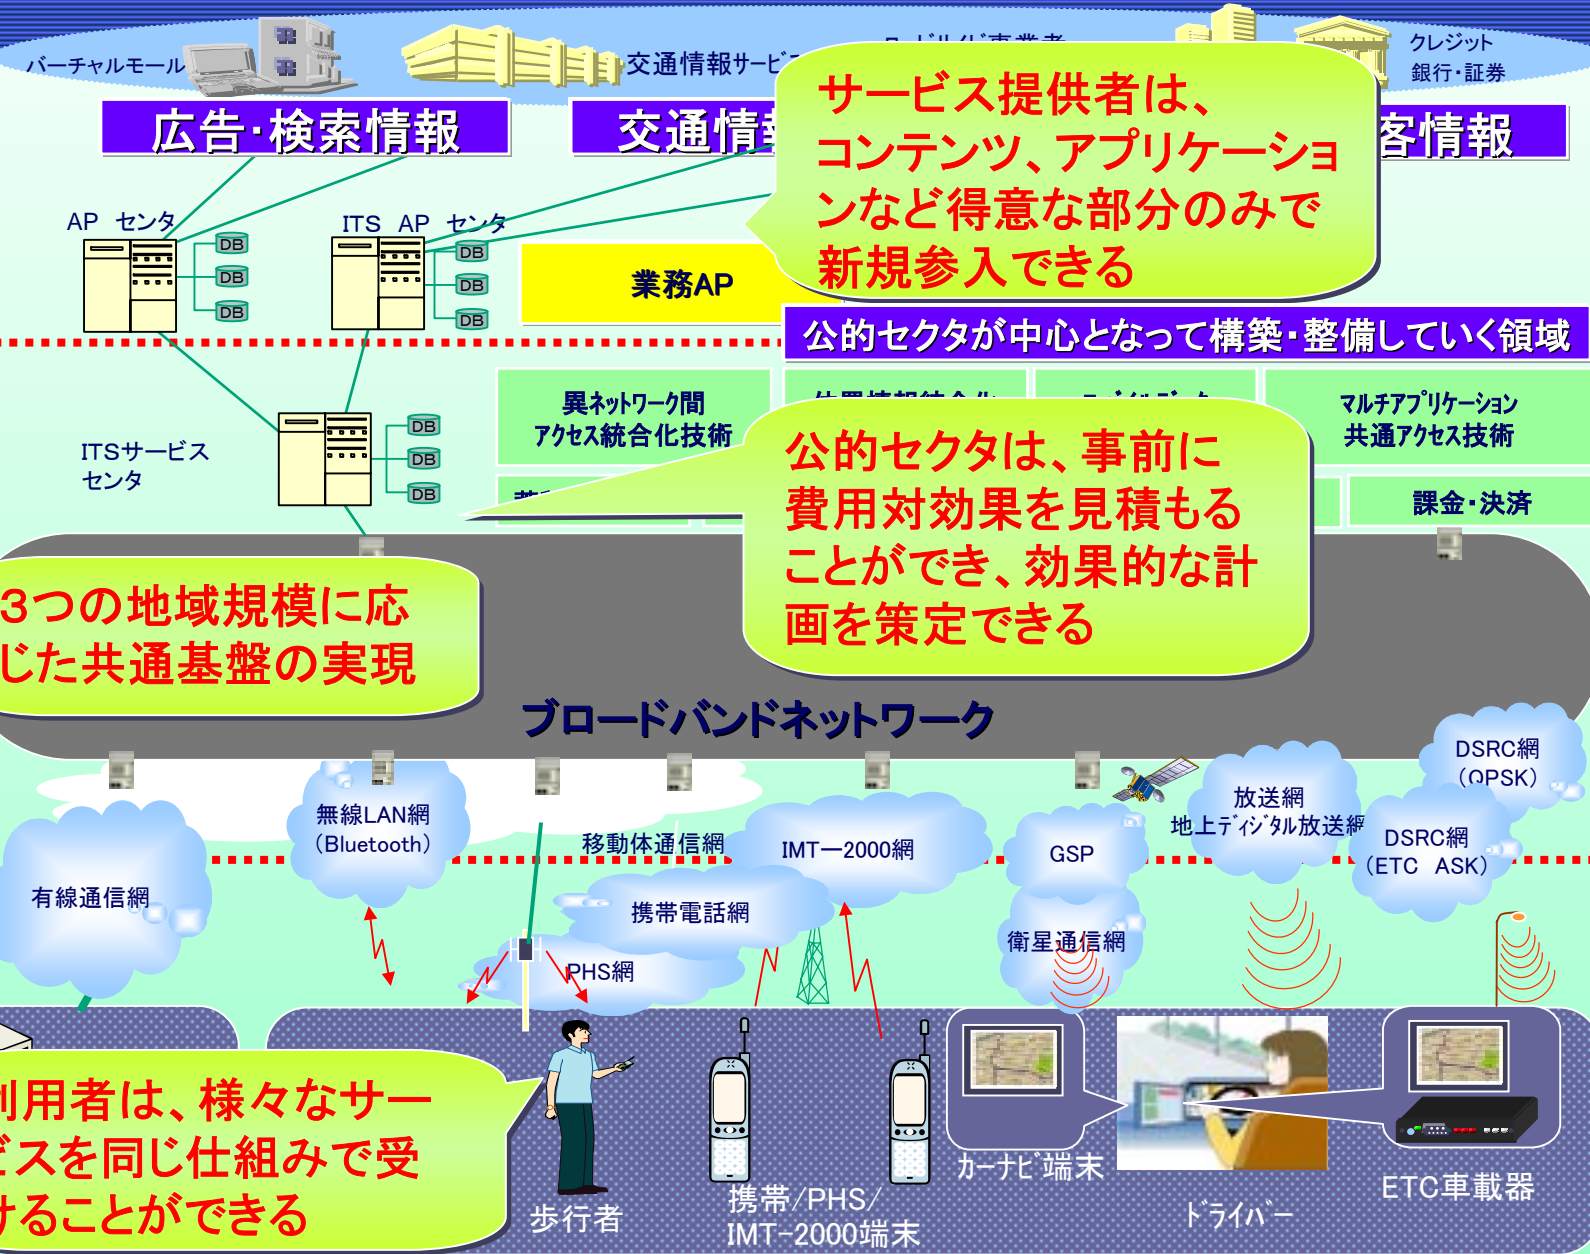 バーチャルモール
交通情報サービス
クレジット
銀行・証券
広告・検索情報
交通情
客情報
サービス提供者は、
コンテンツ、アプリケーショ
ンなど得意な部分のみで
新規参入できる
AP センタ
ITS AP センタ
DB
DB
DB
DB
DB
DB
業務AP
公的セクタが中心となって構築・整備していく領域
異ネットワーク間
アクセス統合化技術
マルチアプリケーション
共通アクセス技術
ITSサービス
センタ
DB
DB
DB
課金・決済
公的セクタは、事前に
費用対効果を見積もる
ことができ、効果的な計
画を策定できる
3つの地域規模に応
じた共通基盤の実現
ブロードバンドネットワーク
DSRC網
(QPSK)
無線LAN網
(Bluetooth)
移動体通信網
IMT—2000網
GSP
放送網
地上ディジタル放送網
DSRC網
(ETC ASK)
有線通信網
携帯電話網
衛星通信網
PHS網
利用者は、様々なサー
ビスを同じ仕組みで受
けることができる
歩行者
携帯/PHS/
IMT-2000端末
カーナビ端末
ドライバー
ETC車載器